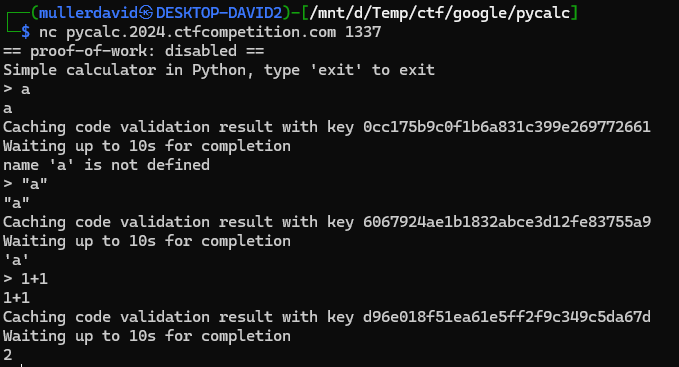 ┌──(mullerdavid㉿DESKTOP-DAVID2)-[/mnt/d/Temp/ctf/google/pycalc]
└─$ nc pycalc.2024.ctfcompetition.com 1337
== proof-of-work: disabled ==
Simple calculator in Python, type 'exit' to exit
> a
a
Caching code validation result with key 0cc175b9c0f1b6a831c399e269772661
Waiting up to 10s for completion
name 'a' is not defined
> "a"
"a"
Caching code validation result with key 6067924ae1b1832abce3d12fe83755a9
Waiting up to 10s for completion
'a'
> 1+1
1+1
Caching code validation result with key d96e018f51ea61e5ff2f9c349c5da67d
Waiting up to 10s for completion
2